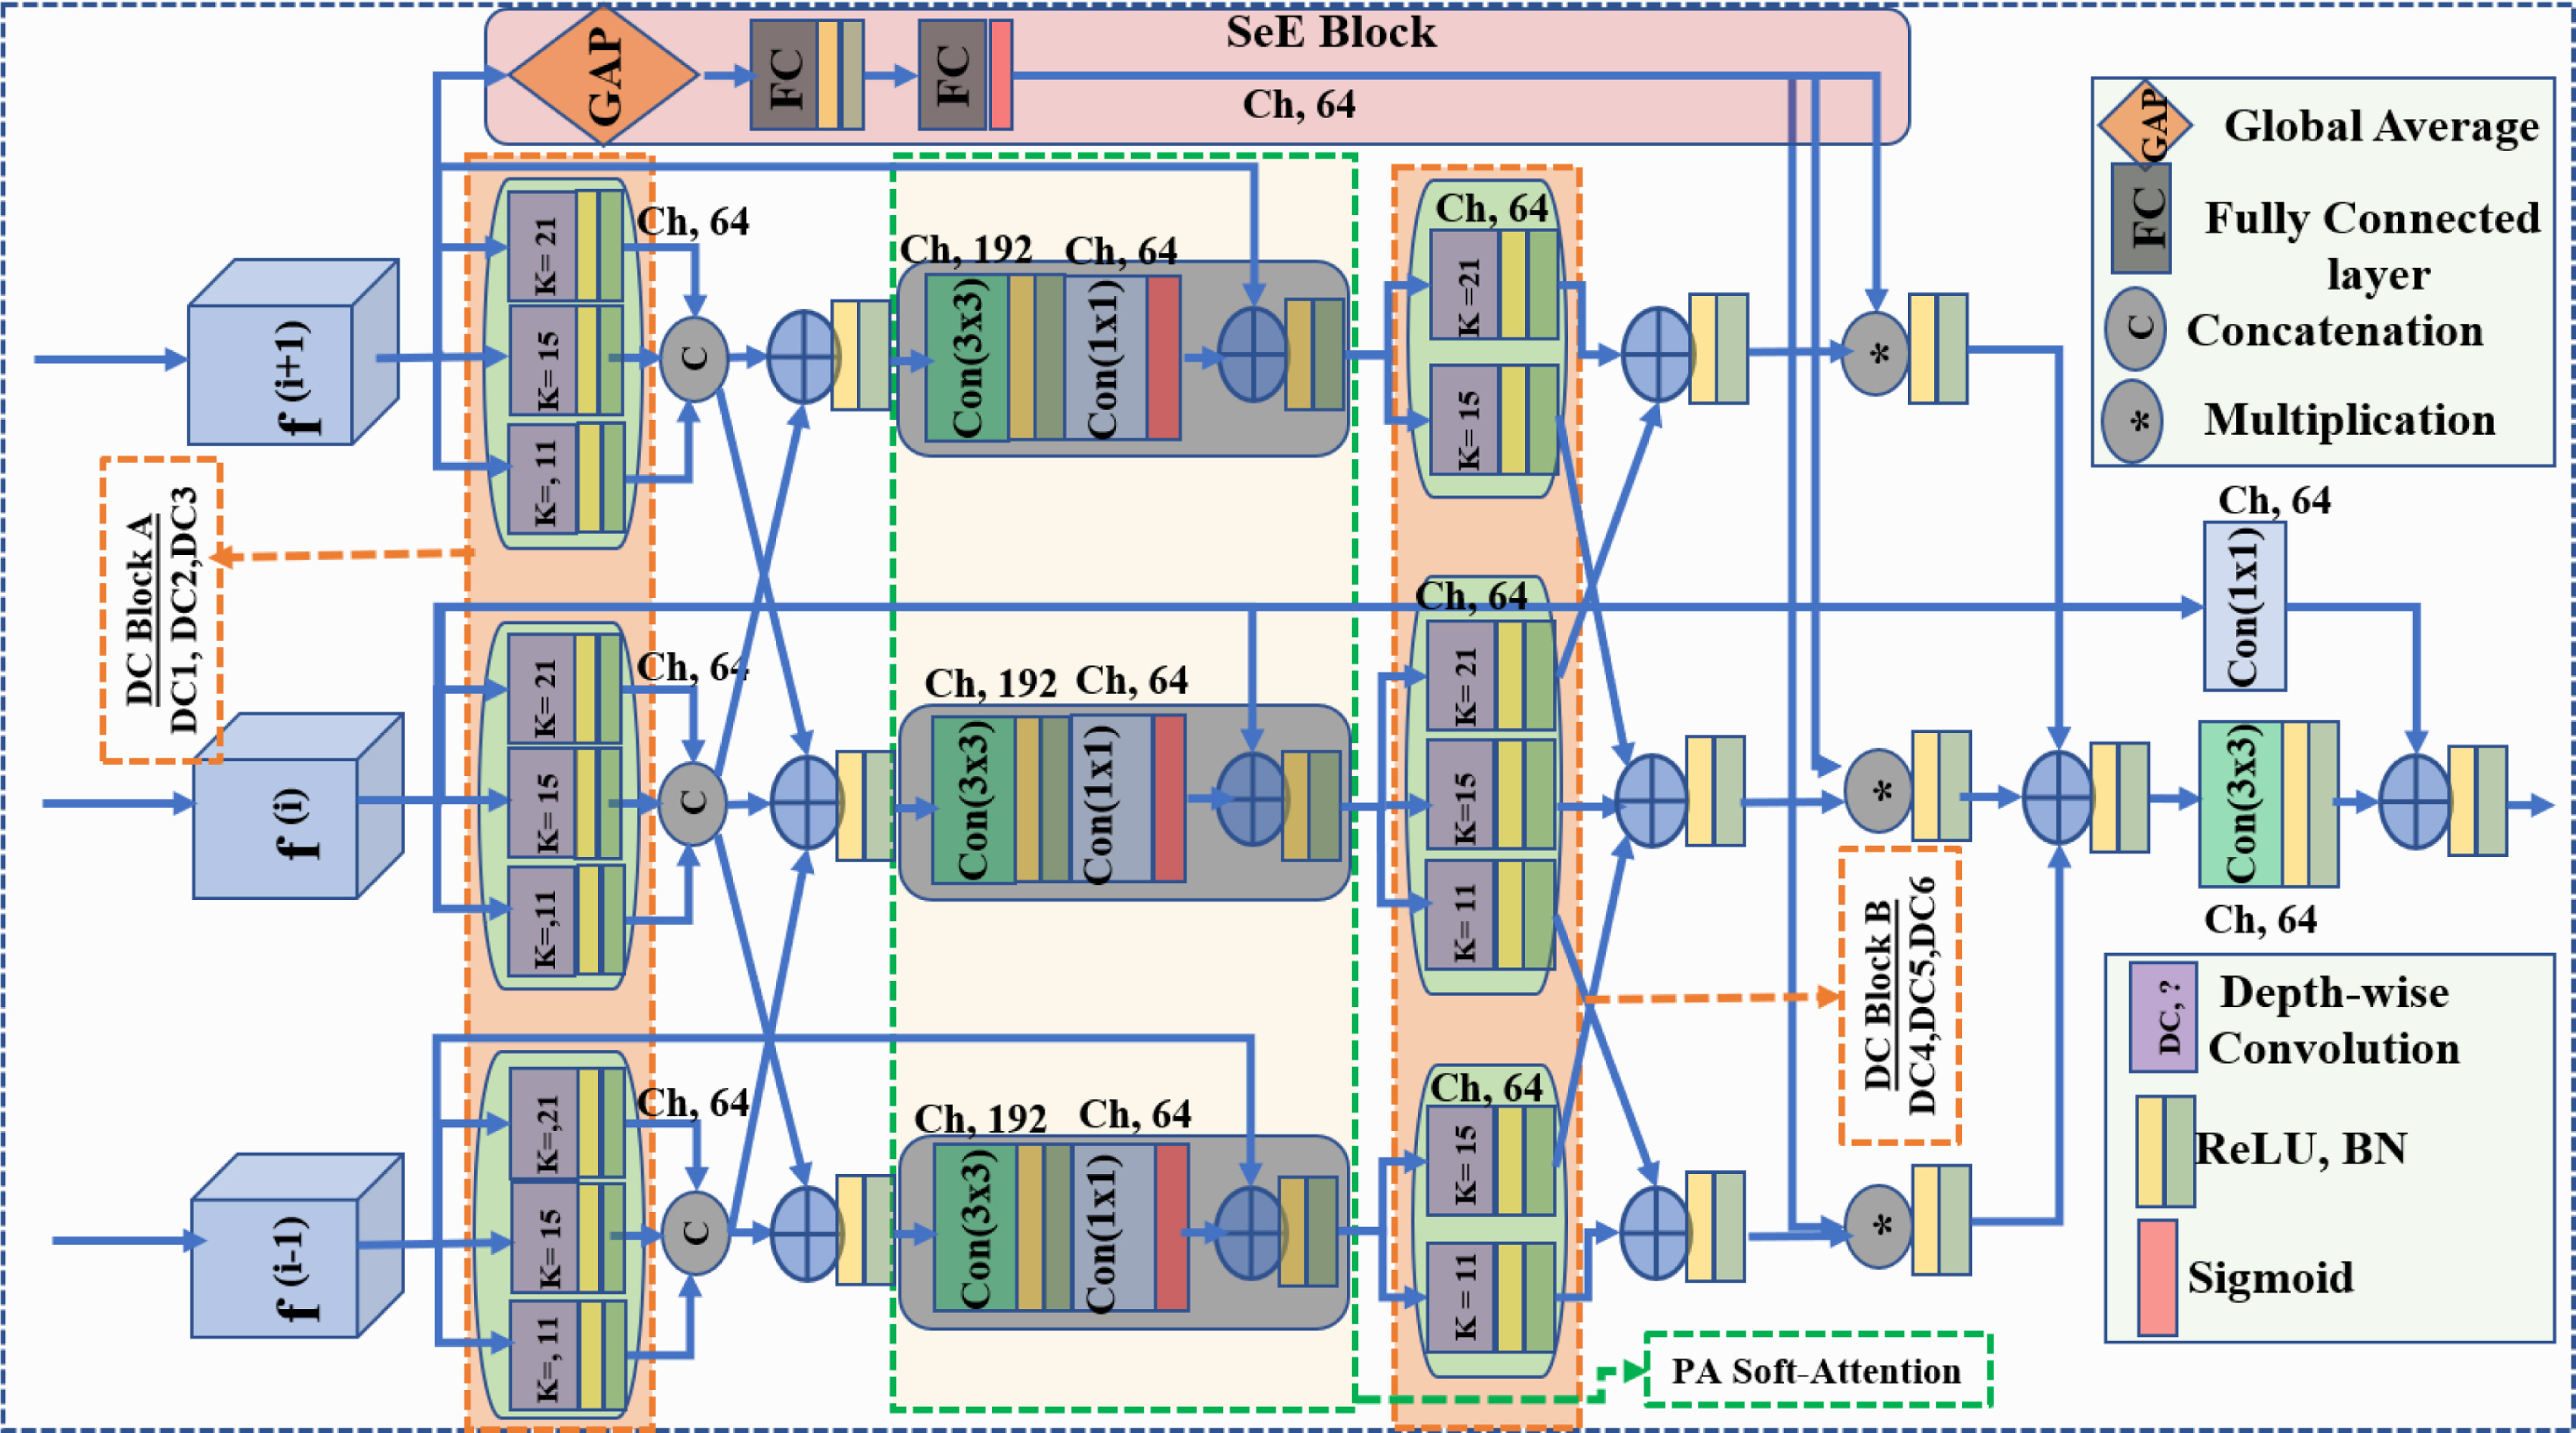 SeE Block
GAP
FC
FC
Ch, 64
GAP
Global Average
FC
Fully Connected
layer
C
Concatenation
*
Multiplication
f (i+1)
K= 21
K= 15
K=, 11
Ch, 64
C
Ch, 192
Ch, 64
Con(3x3)
Con(1x1)
Ch, 64
K =21
K= 15
*
DC Block A
DC1, DC2,DC3
f (i)
K= 21
K= 15
K=,11
Ch, 64
C
Ch, 192
Ch, 64
Con(3x3)
Con(1x1)
Ch, 64
K= 21
K=15
K= 11
*
Ch, 64
Con(1x1)
Con(3x3)
Ch, 64
DC Block B
DC4,DC5,DC6
f (i-1)
K=,21
K= 15
K=, 11
Ch, 64
C
Ch, 192
Ch, 64
Con(3x3)
Con(1x1)
Ch, 64
K= 15
K = 11
*
DC, ?
Depth-wise
Convolution
ReLU, BN
Sigmoid
PA Soft-Attention